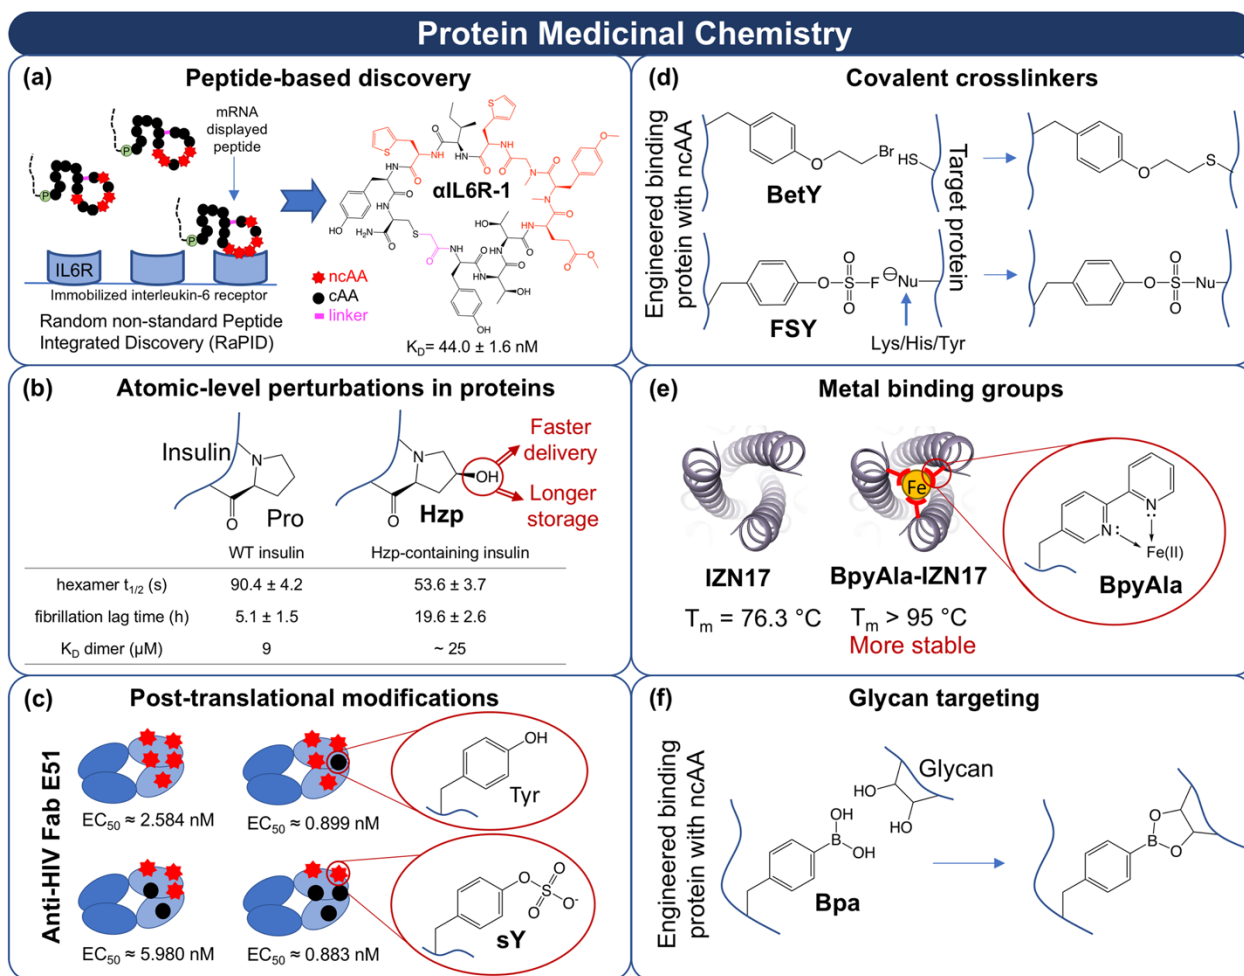 Protein Medicinal Chemistry
(a) Peptide-based discovery
mRNA
displayed
peptide
P
P
P
IL6R
Immobilized interleukin-6 receptor
Random non-standard Peptide
Integrated Discovery (RaPID)
ncAA
cAA
linker
αIL6R-1
K_D= 44.0 ± 1.6 nM
(b) Atomic-level perturbations in proteins
Insulin
N
O
Pro
N
OH
O
Hzp
Faster
delivery
Longer
storage
WT insulin Hzp-containing insulin
hexamer t1/2 (s) 90.4 ± 4.2 53.6 ± 3.7
fibrillation lag time (h) 5.1 ± 1.5 19.6 ± 2.6
K_D dimer (µM) 9 ~ 25
(c) Post-translational modifications
Anti-HIV Fab E51
EC50 ≈ 2.584 nM
EC50 ≈ 0.899 nM
OH
Tyr
EC50 ≈ 5.980 nM
EC50 ≈ 0.883 nM
O
O
S
O
O-
sY
(d) Covalent crosslinkers
Engineered binding
protein with ncAA
O
Br
HS
BetY
Target protein
O
S
O
O
S
F
O
Nu
FSY
Lys/His/Tyr
O
O
S
Nu
O
(e) Metal binding groups
IZN17
Tm = 76.3 °C
Fe
BpyAla-IZN17
Tm > 95 °C
More stable
N:
N:
Fe(II)
BpyAla
(f) Glycan targeting
Engineered binding
protein with ncAA
OH
B
OH
Bpa
HO
HO
Glycan
B
O
O